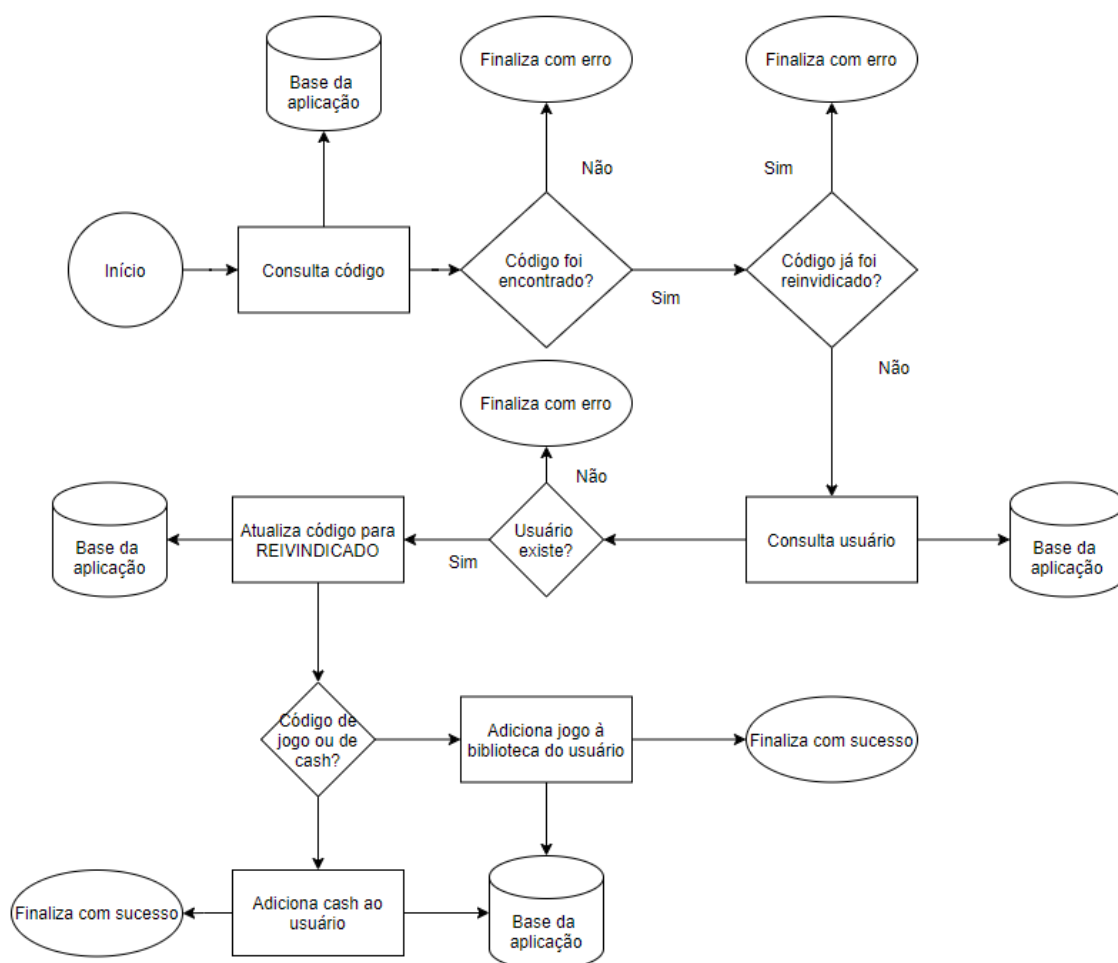 Finaliza com erro
Finaliza com erro
Base da
aplicação
Não
Sim
Início
Consulta código
Código foi
encontrado?
Código já foi
reinvidicado?
Sim
Não
Finaliza com erro
Não
Base da
aplicação
Atualiza código para
REIVINDICADO
Sim
Usuário
existe?
Consulta usuário
Base da
aplicação
Código de
jogo ou de
cash?
Adiciona jogo à
biblioteca do usuário
Finaliza com sucesso
Finaliza com sucesso
Adiciona cash ao
usuário
Base da
aplicação